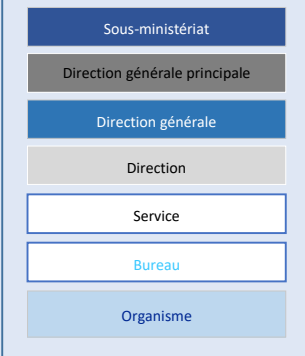 Sous-ministériat
Direction générale principale
Direction générale
Direction
Service
Bureau
Organisme